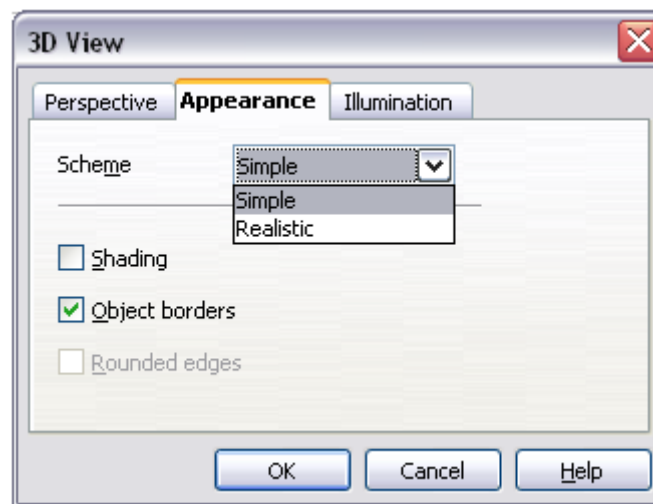 3D View
Perspective Appearance Illumination
Scheme Simple
Simple
Realistic
Shading
Object borders
Rounded edges
OK Cancel Help